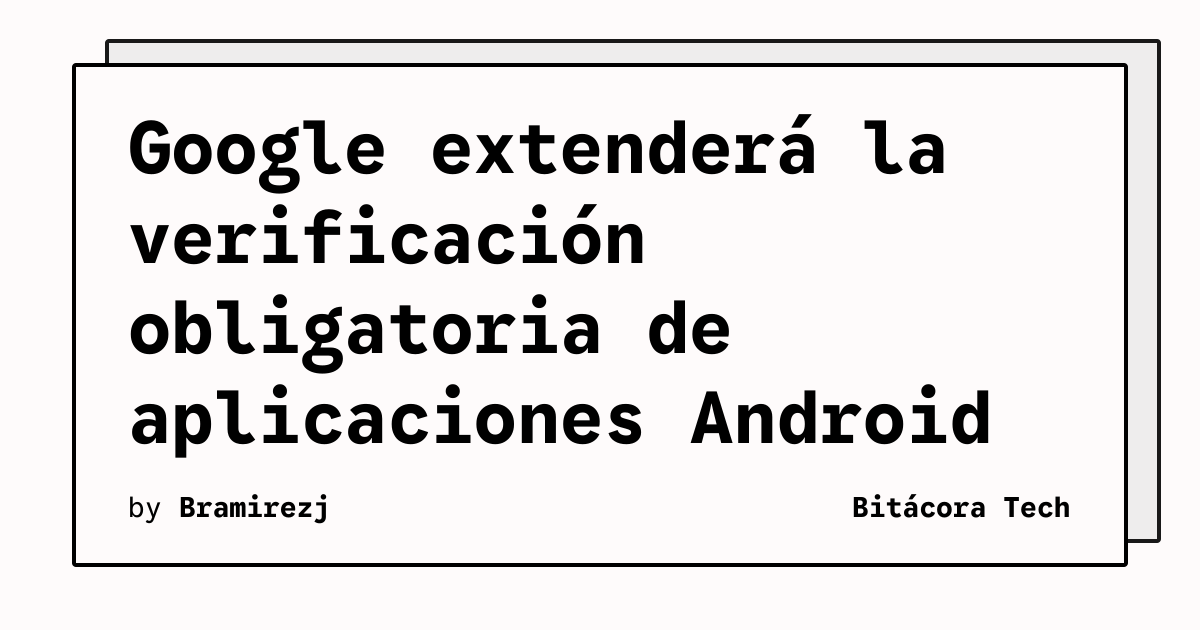 Google extenderá la
verificación
obligatoria de
aplicaciones Android
by Bramirezj
Bitácora Tech